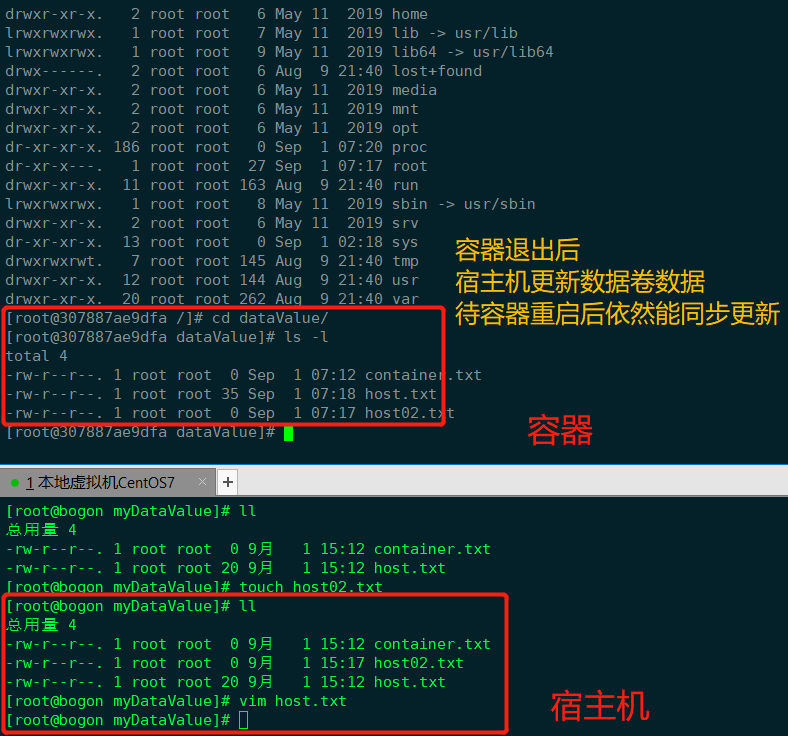 drwxr-xr-x.   2 root root   6 May 11  2019 home
lrwxrwxrwx.   1 root root   7 May 11  2019 lib -> usr/lib
lrwxrwxrwx.   1 root root   9 May 11  2019 lib64 -> usr/lib64
drwx------.   2 root root   6 Aug  9 21:40 lost+found
drwxr-xr-x.   2 root root   6 May 11  2019 media
drwxr-xr-x.   2 root root   6 May 11  2019 mnt
drwxr-xr-x.   2 root root   6 May 11  2019 opt
dr-xr-xr-x. 186 root root   0 Sep  1 07:20 proc
dr-xr-x---.   1 root root  27 Sep  1 07:17 root
drwxr-xr-x.  11 root root 163 Aug  9 21:40 run
lrwxrwxrwx.   1 root root   8 May 11  2019 sbin -> usr/sbin
drwxr-xr-x.   2 root root   6 May 11  2019 srv
dr-xr-xr-x.  13 root root   0 Sep  1 02:18 sys
drwxrwxrwt.   7 root root 145 Aug  9 21:40 tmp
drwxr-xr-x.  12 root root 144 Aug  9 21:40 usr
drwxr-xr-x.  20 root root 262 Aug  9 21:40 var
容器退出后
宿主机更新数据卷数据
待容器重启后依然能同步更新
[root@307887ae9dfa /]# cd dataValue/
[root@307887ae9dfa dataValue]# ls -l
total 4
-rw-r--r--. 1 root root  0 Sep  1 07:12 container.txt
-rw-r--r--. 1 root root 35 Sep  1 07:18 host.txt
-rw-r--r--. 1 root root  0 Sep  1 07:17 host02.txt
[root@307887ae9dfa dataValue]#
容器
1 本地虚拟机CentOS7 × +
[root@bogon myDataValue]# ll
总用量 4
-rw-r--r--. 1 root root  0 9月   1 15:12 container.txt
-rw-r--r--. 1 root root 20 9月   1 15:12 host.txt
[root@bogon myDataValue]# touch host02.txt
[root@bogon myDataValue]# ll
总用量 4
-rw-r--r--. 1 root root  0 9月   1 15:12 container.txt
-rw-r--r--. 1 root root  0 9月   1 15:17 host02.txt
-rw-r--r--. 1 root root 20 9月   1 15:12 host.txt
[root@bogon myDataValue]# vim host.txt
[root@bogon myDataValue]#
宿主机